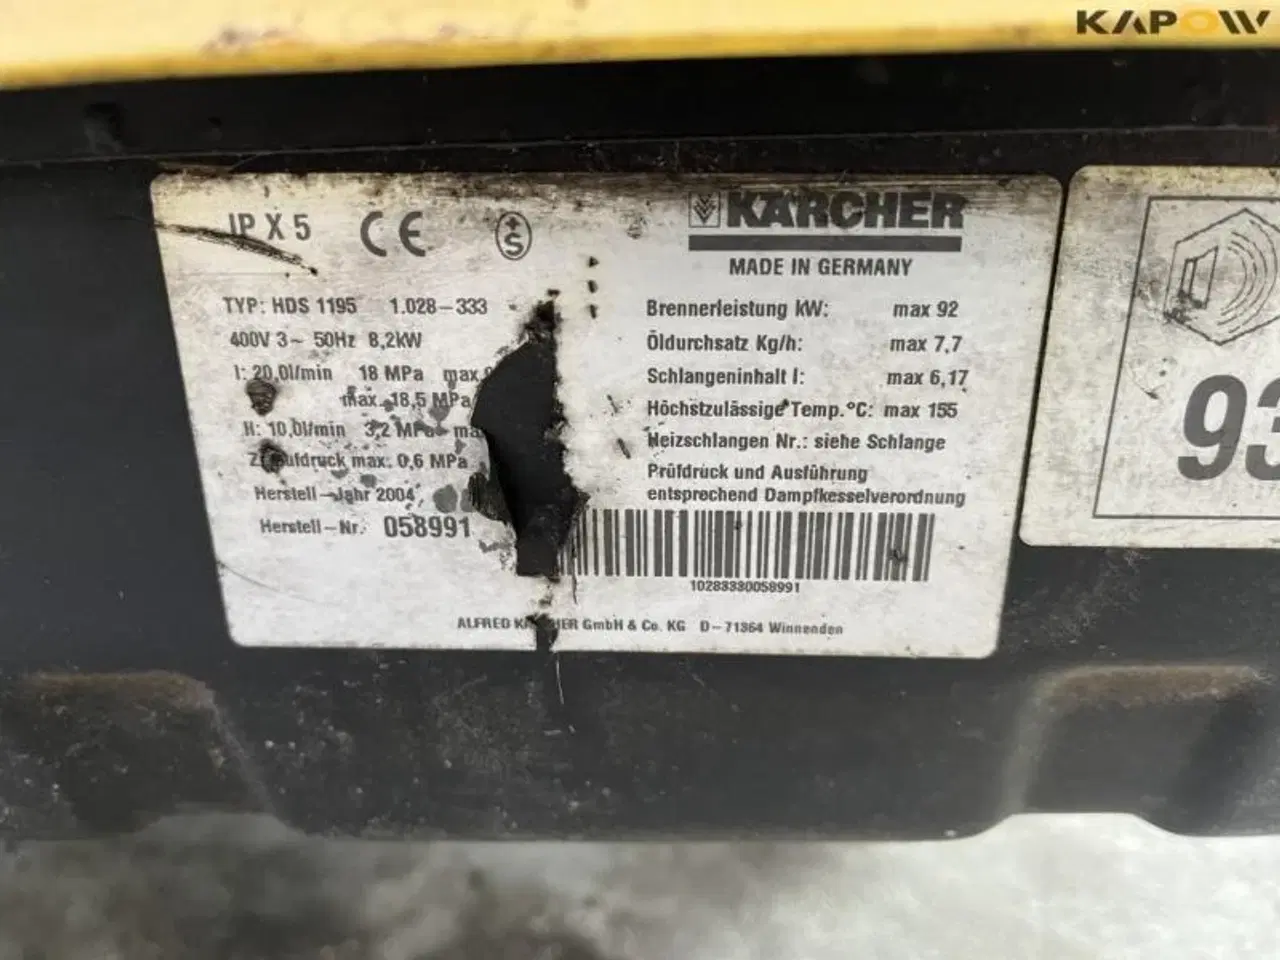 KAPOW
IP X 5 CE S
KÄRCHER
MADE IN GERMANY
TYP: HDS 1195 1.028-333
400V 3~ 50Hz 8,2kW
I: 20,0l/min 18 MPa max
max. 18,5 MPa
H: 10,0l/min 3,2 MPa
max: 0,6 MPa
Herstell-Jahr 2004
Herstell-Nr. 058991
Brennerleistung kW: max 92
Öldurchsatz Kg/h: max 7,7
Schlangeninhalt l: max 6,17
Höchstzulässige Temp.°C: max 155
Heizschlangen Nr.: siehe Schlange
Prüfdruck und Ausführung
entsprechend Dampfkesselverordnung
10283330058991
ALFRED KÄRCHER GmbH & Co. KG D-71364 Winnenden
93